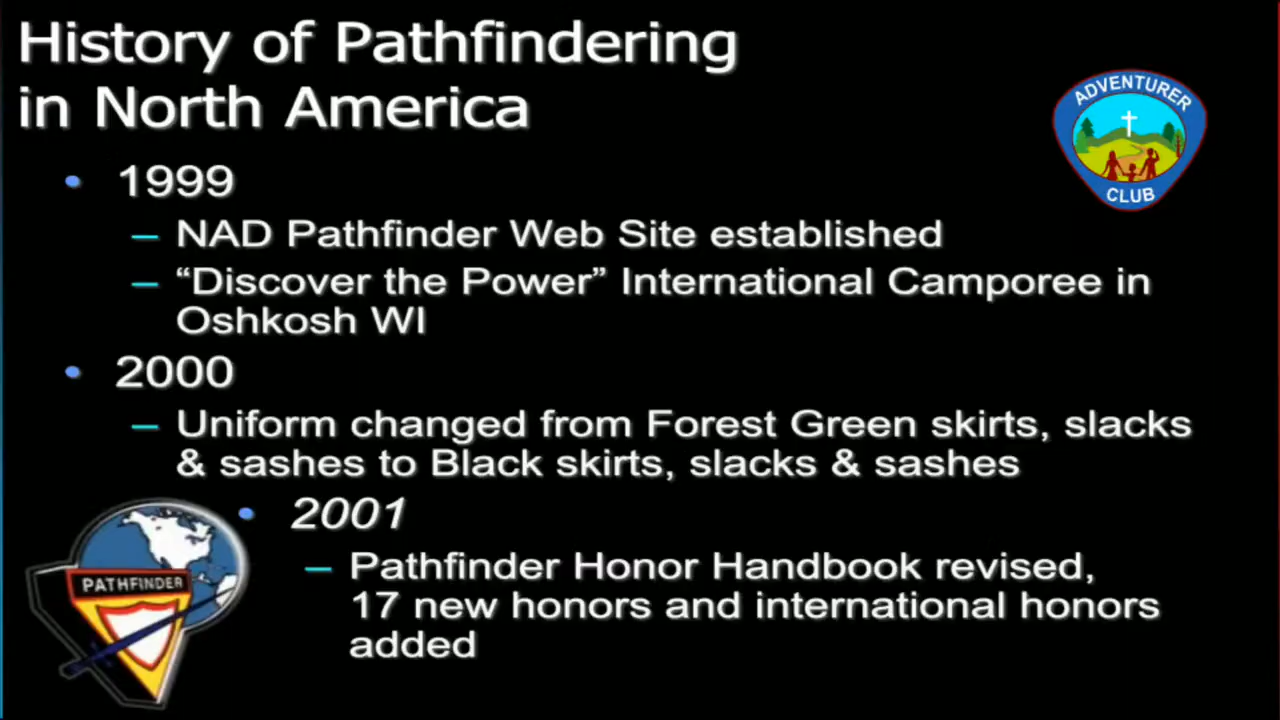 History of Pathfindering
in North America
ADVENTURER
CLUB
• 1999
– NAD Pathfinder Web Site established
– “Discover the Power” International Camporee in
Oshkosh WI
• 2000
– Uniform changed from Forest Green skirts, slacks
& sashes to Black skirts, slacks & sashes
• 2001
– Pathfinder Honor Handbook revised,
17 new honors and international honors
added
PATHFINDER